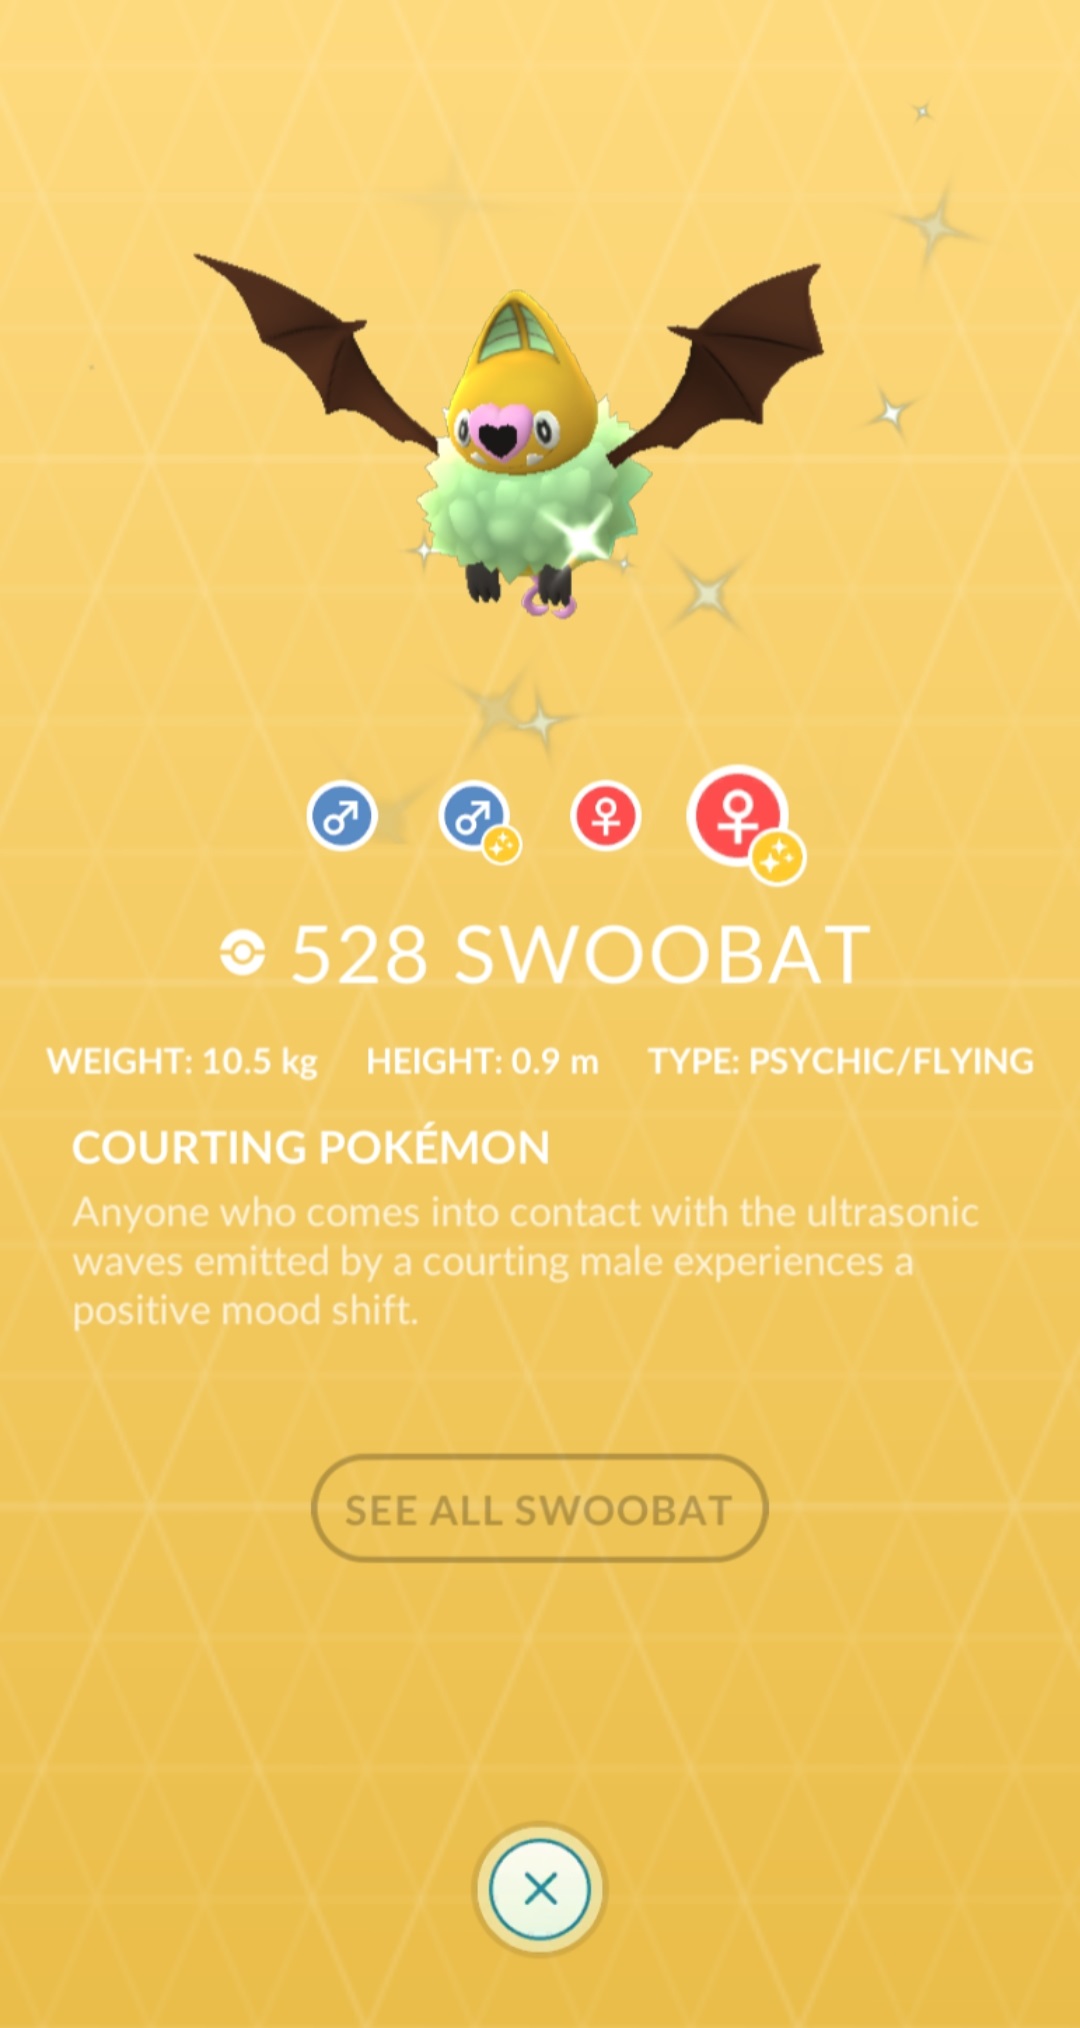 528 SWOOBAT
WEIGHT: 10.5 kg HEIGHT: 0.9 m TYPE: PSYCHIC/FLYING
COURTING POKÉMON
Anyone who comes into contact with the ultrasonic
waves emitted by a courting male experiences a
positive mood shift.
SEE ALL SWOOBAT